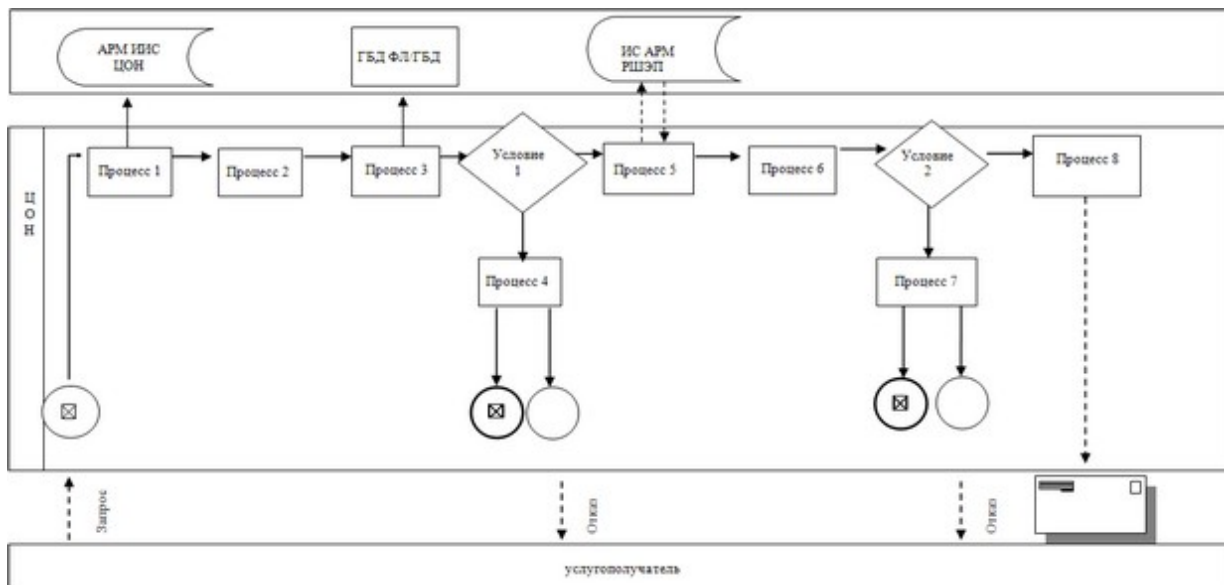 АРМ ИИС
ЦОН
ГБД ФЛ/ГБД
ИС АРМ
РШЭП
ЦОН
Процесс 1
Процесс 2
Процесс 3
Условие
1
Процесс 5
Процесс 6
Условие
2
Процесс 8
Процесс 4
Процесс 7
Запрос
Отказ
Отказ
услугополучатель